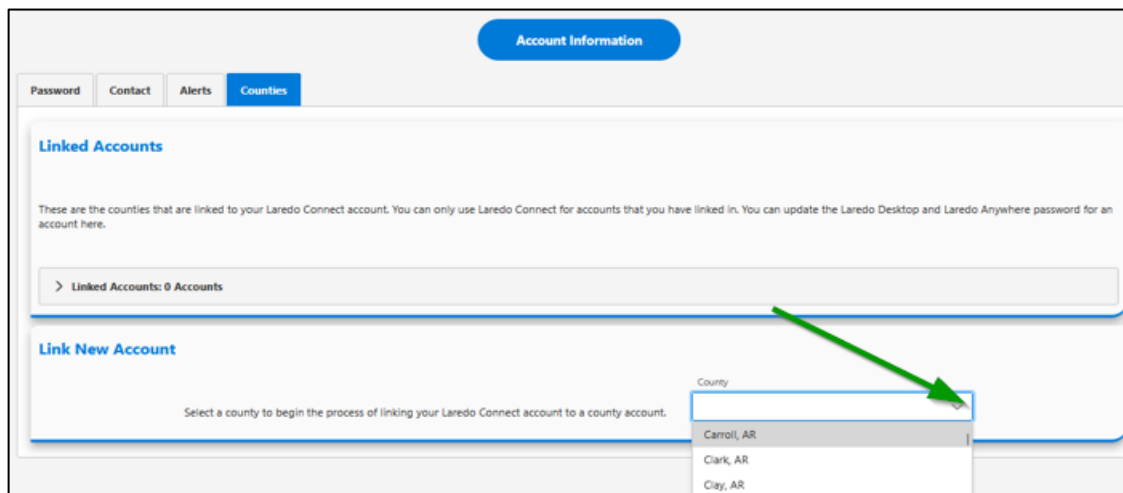 Account Information
Password Contact Alerts Counties
Linked Accounts
These are the counties that are linked to your Laredo Connect account. You can only use Laredo Connect for accounts that you have linked in. You can update the Laredo Desktop and Laredo Anywhere password for an
account here.
Linked Accounts: 0 Accounts
Link New Account
County
Select a county to begin the process of linking your Laredo Connect account to a county account.
Carroll, AR
Clark, AR
Clay, AR